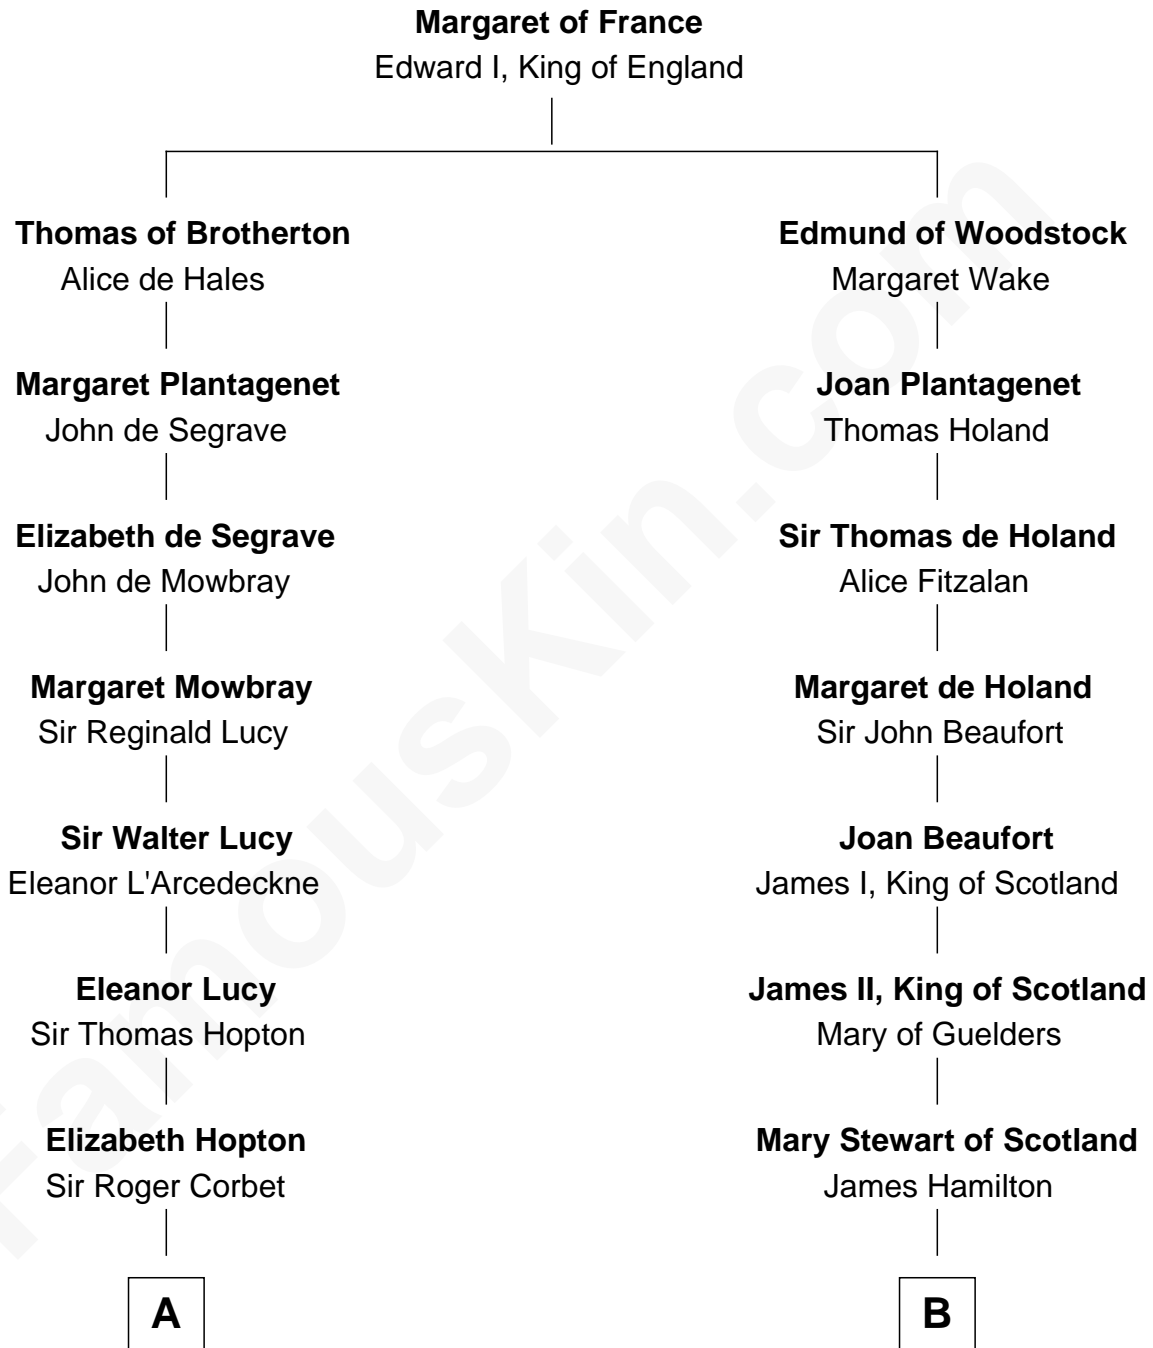 Margaret of France
Edward I, King of England
Thomas of Brotherton
Alice de Hales
Edmund of Woodstock
Margaret Wake
Margaret Plantagenet
John de Segrave
Joan Plantagenet
Thomas Holand
Elizabeth de Segrave
John de Mowbray
Sir Thomas de Holand
Alice Fitzalan
Margaret Mowbray
Sir Reginald Lucy
Margaret de Holand
Sir John Beaufort
Sir Walter Lucy
Eleanor L'Arcedeckne
Joan Beaufort
James I, King of Scotland
Eleanor Lucy
Sir Thomas Hopton
James II, King of Scotland
Mary of Guelders
Elizabeth Hopton
Sir Roger Corbet
Mary Stewart of Scotland
James Hamilton
A
B
FamousKin.com